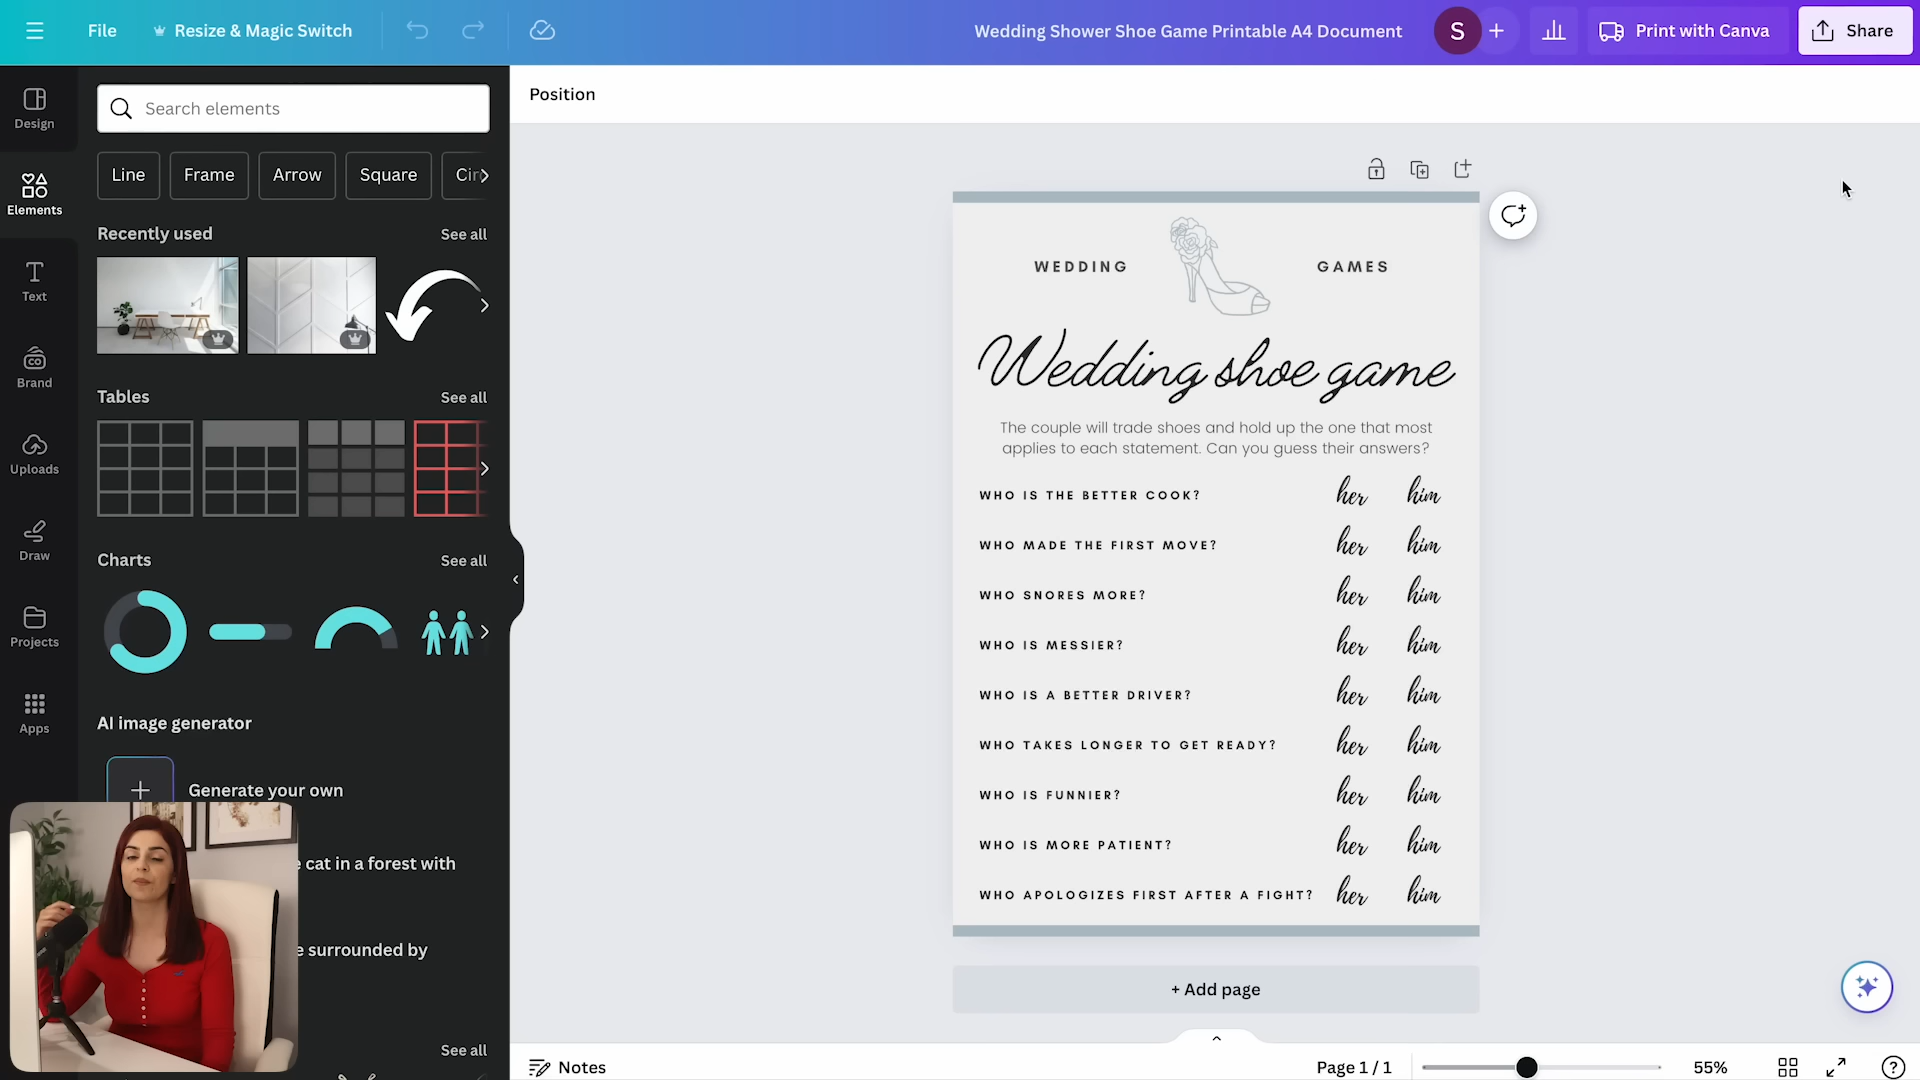 File
Resize & Magic Switch
Wedding Shower Shoe Game Printable A4 Document
S
Print with Canva
Share
Design
Elements
Text
Brand
Uploads
Draw
Projects
Apps
Search elements
Line
Frame
Arrow
Square
Recently used
See all
Tables
See all
Charts
See all
AI image generator
Generate your own
cat in a forest with
surrounded by
See all
Position
WEDDING
GAMES
Wedding shoe game
The couple will trade shoes and hold up the one that most
applies to each statement. Can you guess their answers?
WHO IS THE BETTER COOK? her him
WHO MADE THE FIRST MOVE? her him
WHO SNORES MORE? her him
WHO IS MESSIER? her him
WHO IS A BETTER DRIVER? her him
WHO TAKES LONGER TO GET READY? her him
WHO IS FUNNIER? her him
WHO IS MORE PATIENT? her him
WHO APOLOGIZES FIRST AFTER A FIGHT? her him
+ Add page
Notes
Page 1 / 1
55%